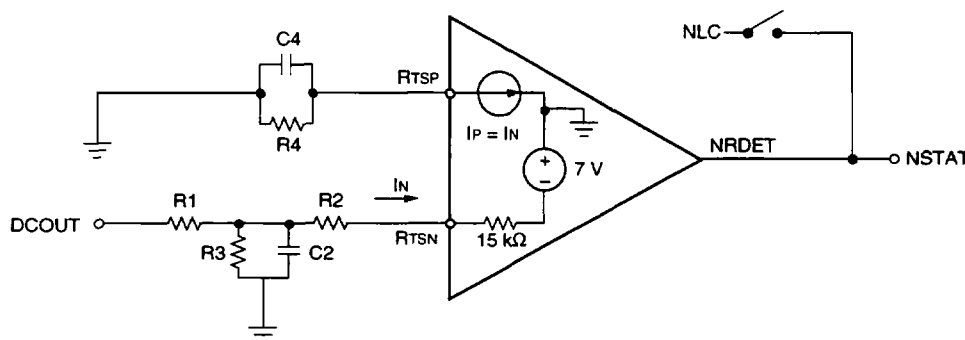 NLC
C4
RTSP
R4
IP = IN
+
−
7 V
NRDET
NSTAT
IN
R1
R2
DCOUT
RTSN
15 kΩ
R3
C2